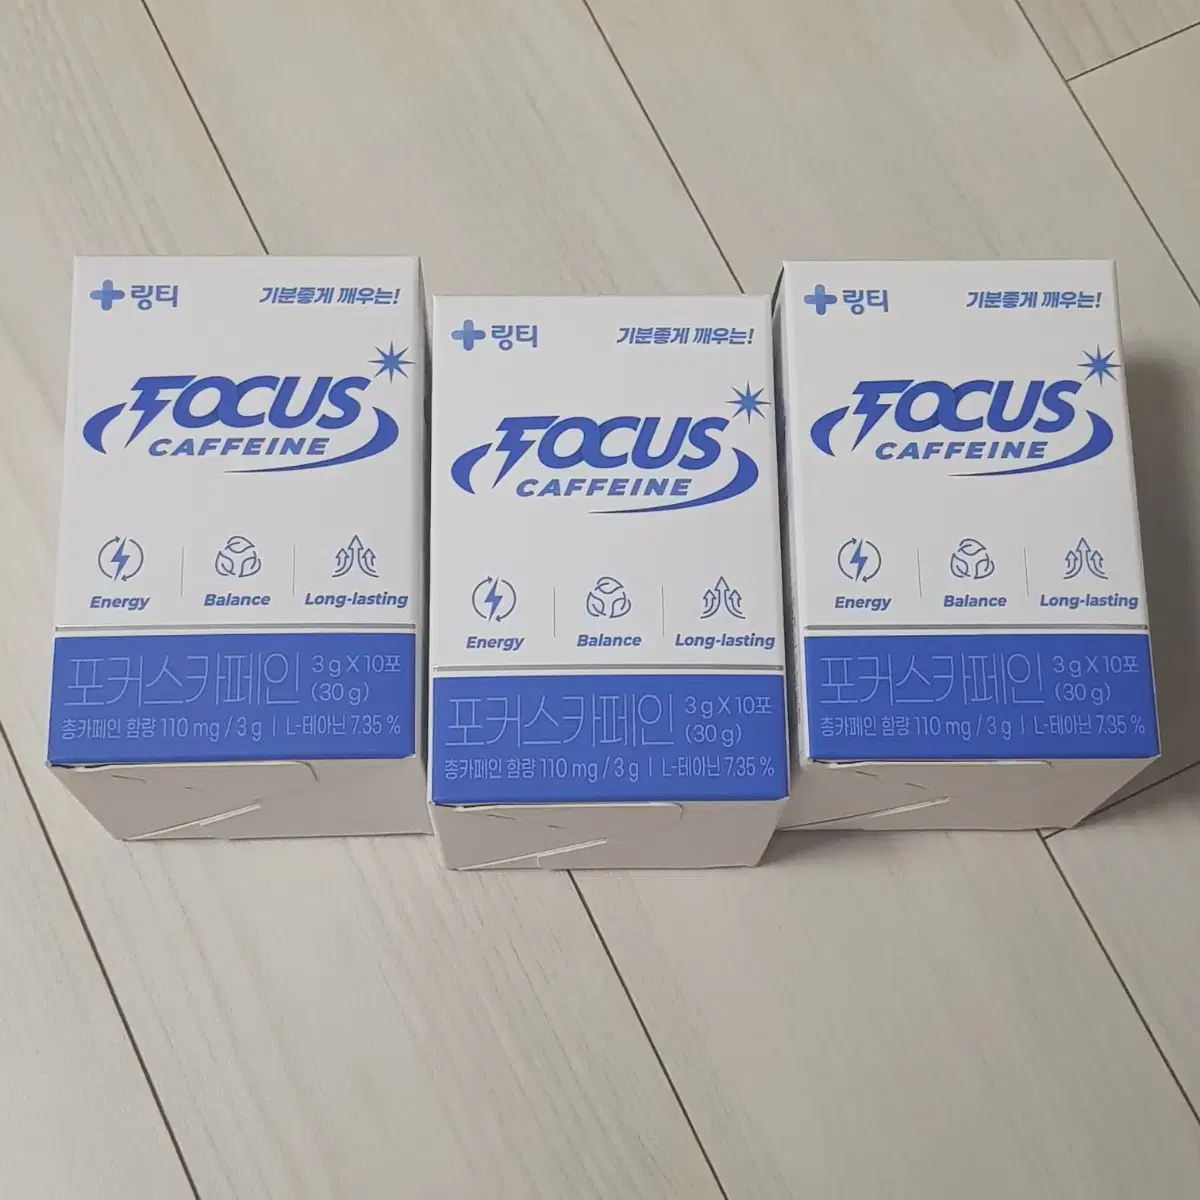 링티 기분좋게 깨우는!
FOCUS
CAFFEINE
Energy Balance Long-lasting
포커스카페인 3 g X 10포
(30 g)
총카페인 함량 110 mg / 3 g | L-테아닌 7.35 %
링티 기분좋게 깨우는!
FOCUS
CAFFEINE
Energy Balance Long-lasting
포커스카페인 3 g X 10포
(30 g)
총카페인 함량 110 mg / 3 g | L-테아닌 7.35 %
링티 기분좋게 깨우는!
FOCUS
CAFFEINE
Energy Balance Long-lasting
포커스카페인 3 g X 10포
(30 g)
총카페인 함량 110 mg / 3 g | L-테아닌 7.35 %